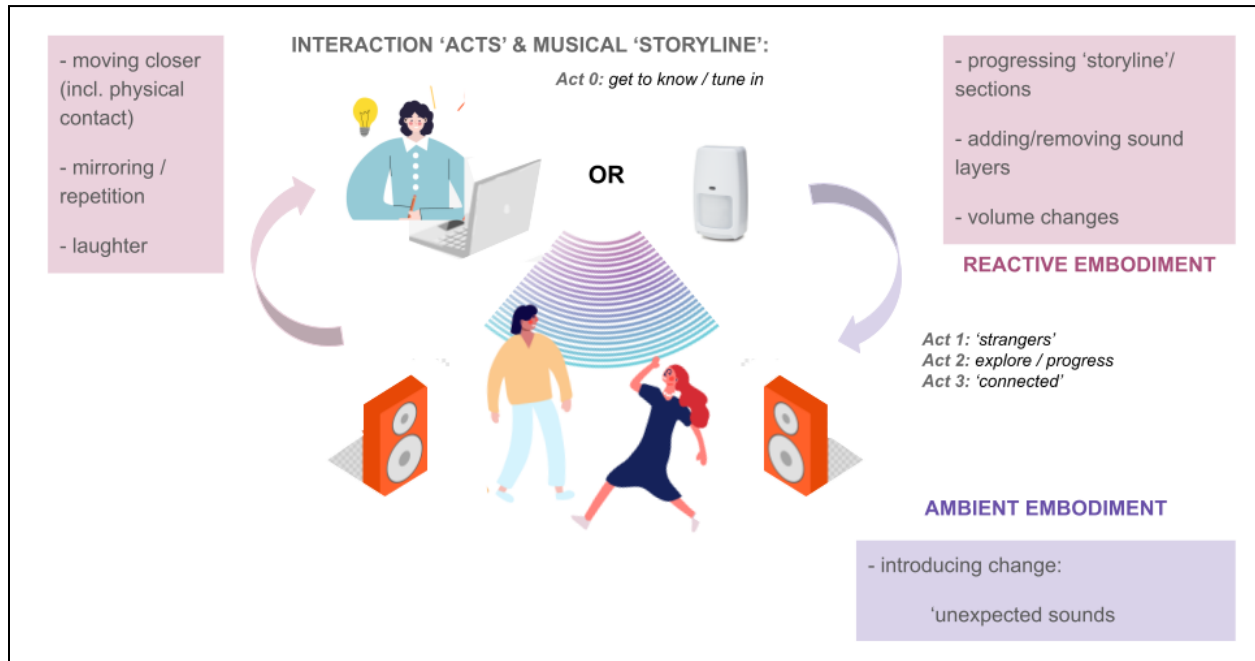 INTERACTION ‘ACTS’ & MUSICAL ‘STORYLINE’:
Act 0: get to know / tune in
- moving closer
(incl. physical
contact)
- mirroring /
repetition
- laughter
OR
- progressing ‘storyline’/
sections
- adding/removing sound
layers
- volume changes
REACTIVE EMBODIMENT
Act 1: ‘strangers’
Act 2: explore / progress
Act 3: ‘connected’
AMBIENT EMBODIMENT
- introducing change:
‘unexpected sounds